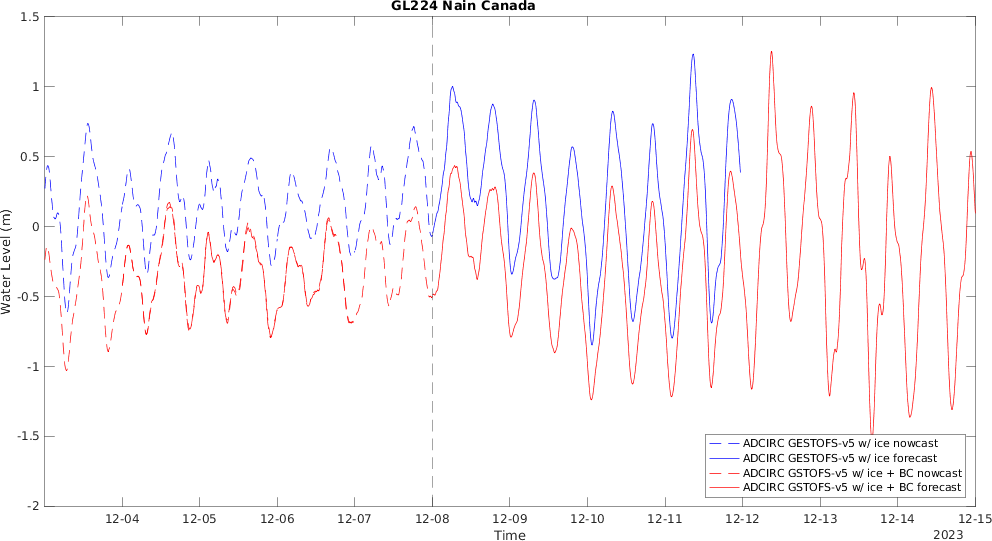 GL224 Nain Canada
1.5
1
0.5
0
-0.5
-1
-1.5
-2
Water Level (m)
12-04 12-05 12-06 12-07 12-08 12-09 12-10 12-11 12-12 12-13 12-14 12-15
Time
2023
ADCIRC GESTOFS-v5 w/ ice nowcast
ADCIRC GESTOFS-v5 w/ ice forecast
ADCIRC GSTOFS-v5 w/ ice + BC nowcast
ADCIRC GSTOFS-v5 w/ ice + BC forecast